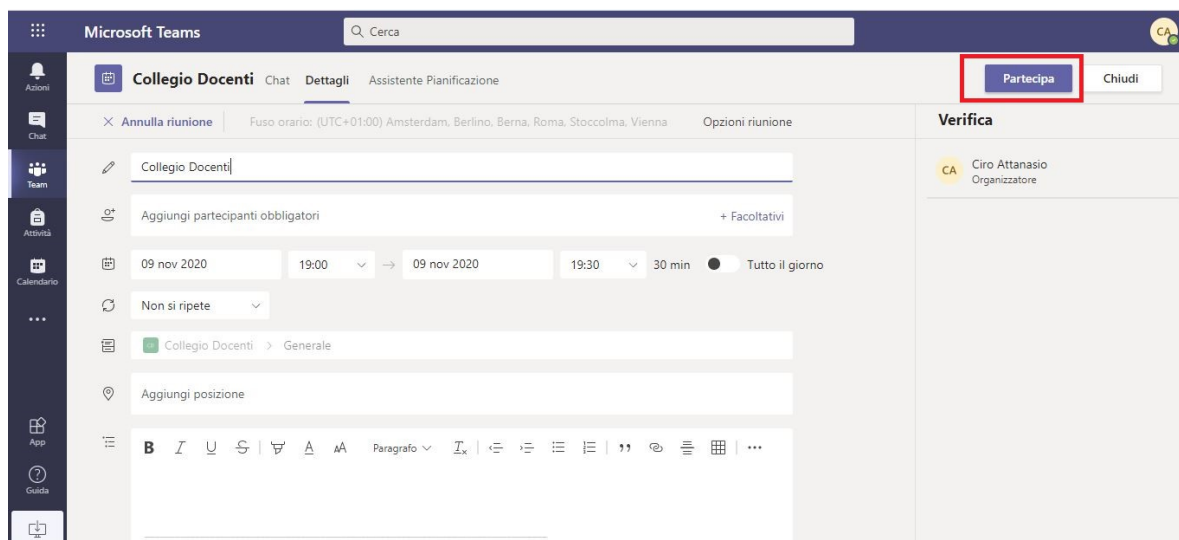 Microsoft Teams
Cerca
CA
Azioni
Chat
Team
Attività
Calendario
App
Guida
Collegio Docenti Chat Dettagli Assistente Pianificazione
Partecipa Chiudi
Annulla riunione Fuso orario: (UTC+01:00) Amsterdam, Berlino, Berna, Roma, Stoccolma, Vienna Opzioni riunione
Collegio Docenti
Aggiungi partecipanti obbligatori + Facoltativi
09 nov 2020 19:00 → 09 nov 2020 19:30 30 min Tutto il giorno
Non si ripete
Collegio Docenti > Generale
Aggiungi posizione
B I U S A AA Paragrafo Ix
Verifica
CA Ciro Attanasio
Organizzatore